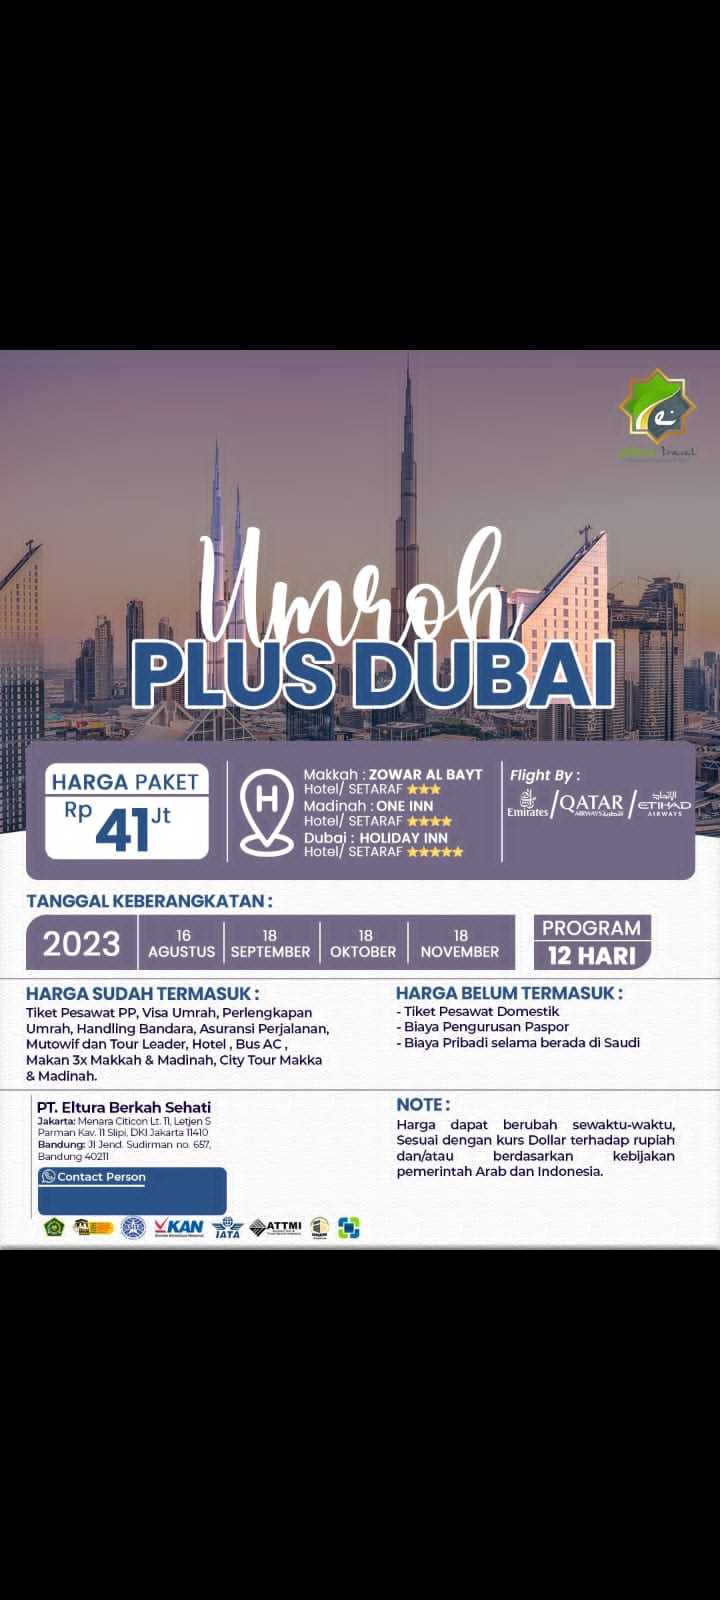 Travel
Umroh
PLUS DUBAI
HARGA PAKET
Rp 41 Jt
H
Makkah : ZOWAR AL BAYT
Hotel/ SETARAF
Madinah : ONE INN
Hotel/ SETARAF
Dubai : HOLIDAY INN
Hotel/ SETARAF
Flight By :
Emirates / QATAR / ETIHAD
AIRWAYS القطرية AIRWAYS
TANGGAL KEBERANGKATAN :
2023
16
AGUSTUS
18
SEPTEMBER
18
OKTOBER
18
NOVEMBER
PROGRAM
12 HARI
HARGA SUDAH TERMASUK :
Tiket Pesawat PP, Visa Umrah, Perlengkapan
Umrah, Handling Bandara, Asuransi Perjalanan,
Mutowif dan Tour Leader, Hotel , Bus AC ,
Makan 3x Makkah & Madinah, City Tour Makka
& Madinah.
HARGA BELUM TERMASUK :
- Tiket Pesawat Domestik
- Biaya Pengurusan Paspor
- Biaya Pribadi selama berada di Saudi
PT. Eltura Berkah Sehati
Jakarta: Menara Citicon Lt. 11, Letjen S
Parman Kav. 11 Slipi, DKI Jakarta 11410
Bandung: Jl Jend. Sudirman no. 657,
Bandung 40211
Contact Person
NOTE :
Harga dapat berubah sewaktu-waktu,
Sesuai dengan kurs Dollar terhadap rupiah
dan/atau berdasarkan kebijakan
pemerintah Arab dan Indonesia.
KAN
IATA
ATTMI